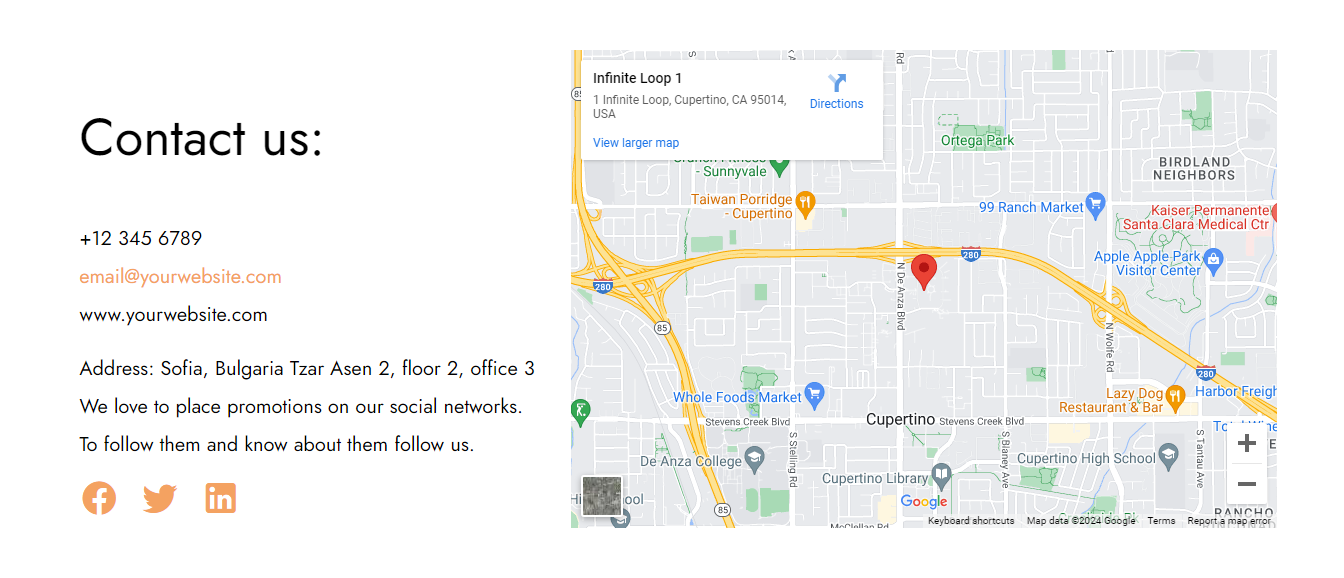 Contact us:
+12 345 6789
email@yourwebsite.com
www.yourwebsite.com
Address: Sofia, Bulgaria Tzar Asen 2, floor 2, office 3
We love to place promotions on our social networks.
To follow them and know about them follow us.
Infinite Loop 1
1 Infinite Loop, Cupertino, CA 95014,
USA
Directions
View larger map
Rd
85
- Sunnyvale
Ortega Park
BIRDLAND
NEIGHBORS
Taiwan Porridge
- Cupertino
99 Ranch Market
Kaiser Permanente
Santa Clara Medical Ctr
Apple Apple Park
Visitor Center
280
280
N De Anza Blvd
85
N Wolfe Rd
280
Whole Foods Market
Lazy Dog
Restaurant & Bar
Harbor Freigh
Cupertino
Stevens Creek Blvd
Stevens Creek Blvd
S Stelling Rd
S Blaney Ave
S Tantau Ave
De Anza College
Cupertino High School
Cupertino Library
85
Google
McClellan Rd
RANCHO
Keyboard shortcuts
Map data ©2024 Google
Terms
Report a map error